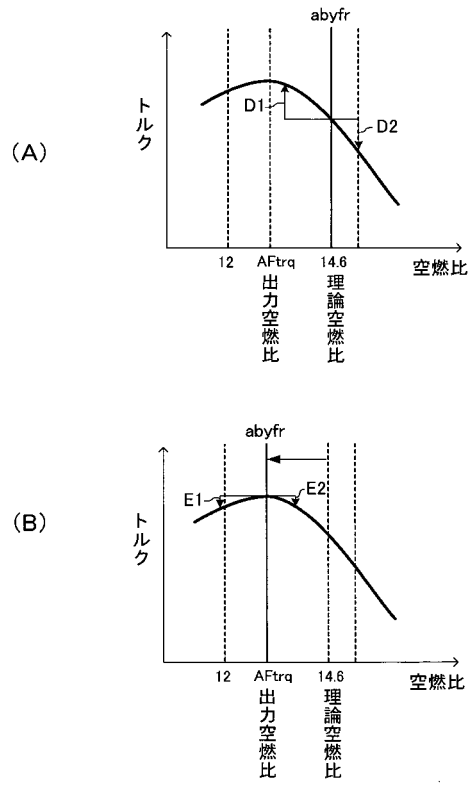 (A)
abyfr
トルク
D1
D2
12
AFtrq
14.6
空燃比
出力空燃比
理論空燃比
(B)
abyfr
E1
E2
トルク
12
AFtrq
14.6
空燃比
出力空燃比
理論空燃比